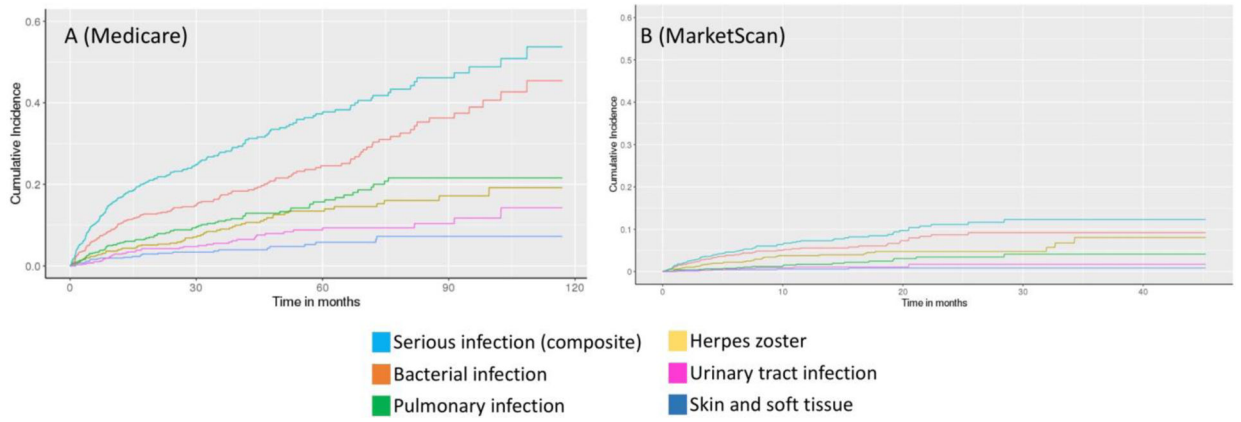 A (Medicare)
Cumulative Incidence
0.6
0.4
0.2
0.0
0
30
60
90
120
Time in months
B (MarketScan)
Cumulative Incidence
0.6
0.5
0.4
0.3
0.2
0.1
0
0
10
20
30
40
Time in months
Serious infection (composite)
Bacterial infection
Pulmonary infection
Herpes zoster
Urinary tract infection
Skin and soft tissue